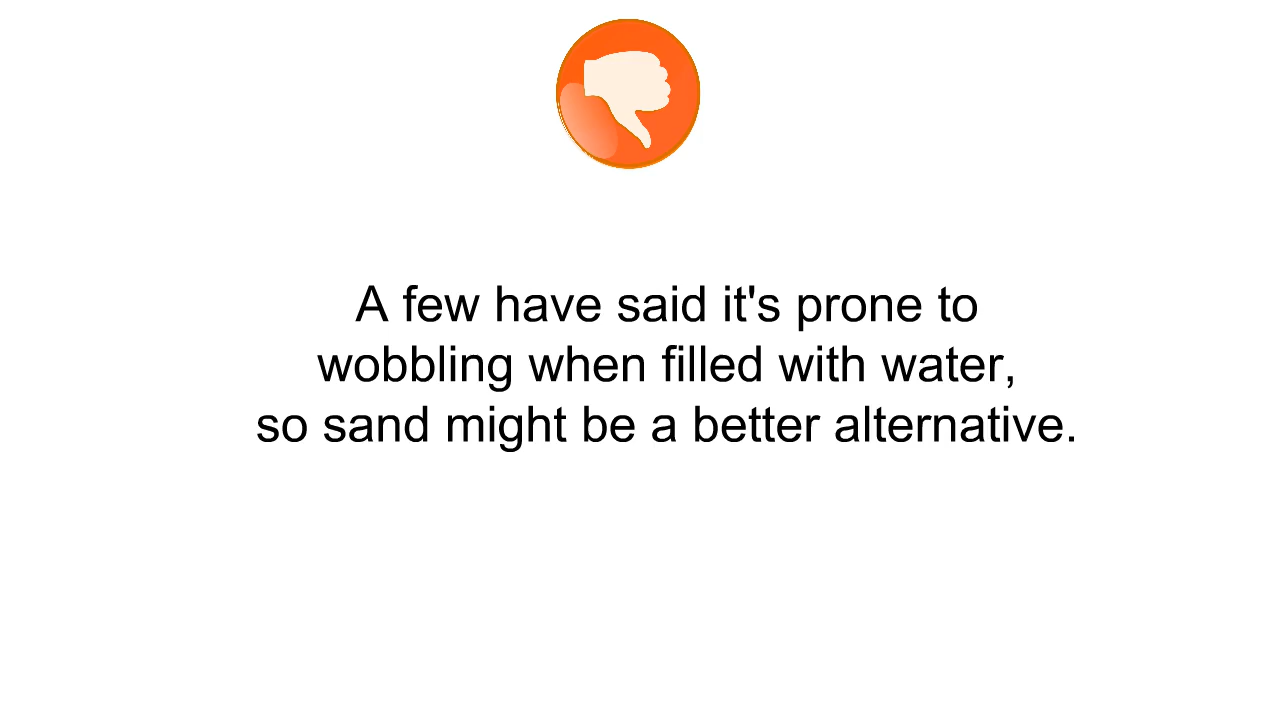 A few have said it's prone to
wobbling when filled with water,
so sand might be a better alternative.